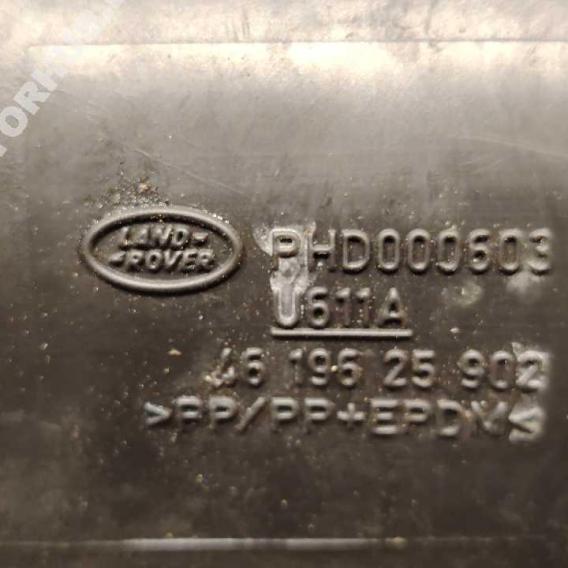 LAND-
-ROVER
PHD000603
U611A
46 196 25 902
>PP/PP+EPDM<